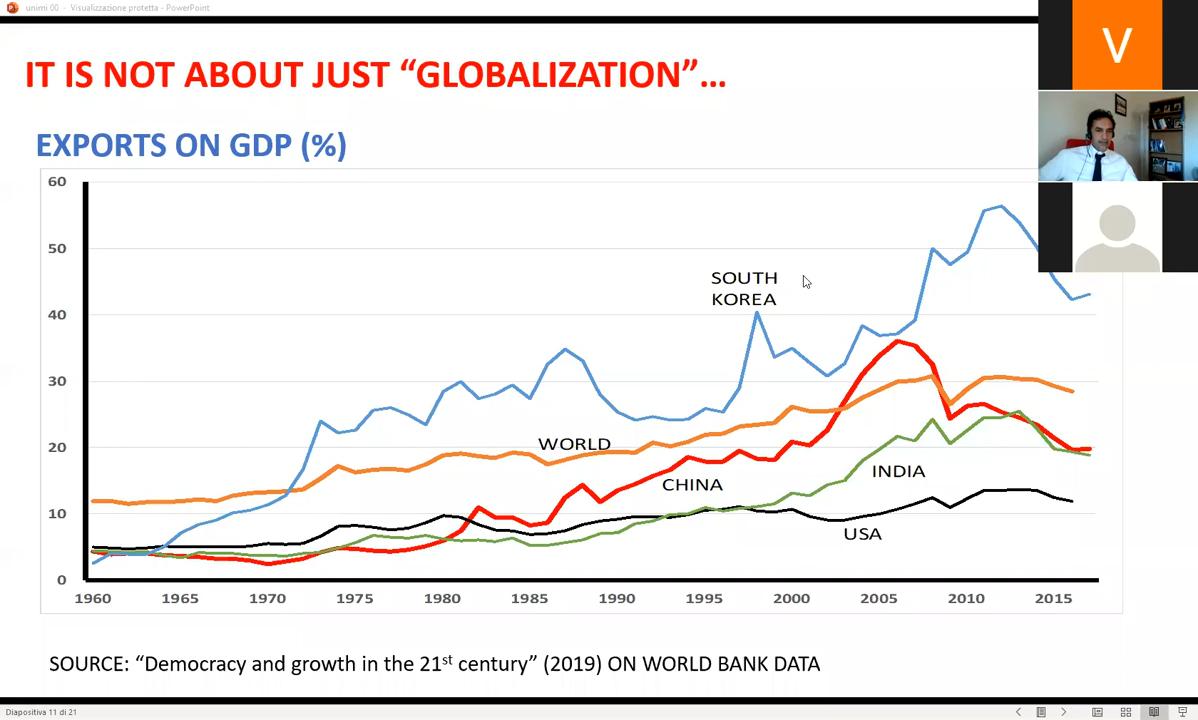 unimi 00 - Visualizzazione protetta - PowerPoint
V
IT IS NOT ABOUT JUST “GLOBALIZATION”…
EXPORTS ON GDP (%)
60
50
40
30
20
10
0
SOUTH
KOREA
WORLD
CHINA
INDIA
USA
1960 1965 1970 1975 1980 1985 1990 1995 2000 2005 2010 2015
SOURCE: “Democracy and growth in the 21st century” (2019) ON WORLD BANK DATA
Diapositiva 11 di 21